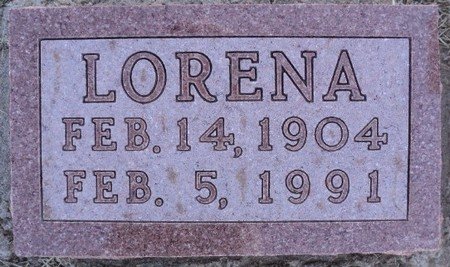 LORENA
FEB. 14, 1904
FEB. 5, 1991